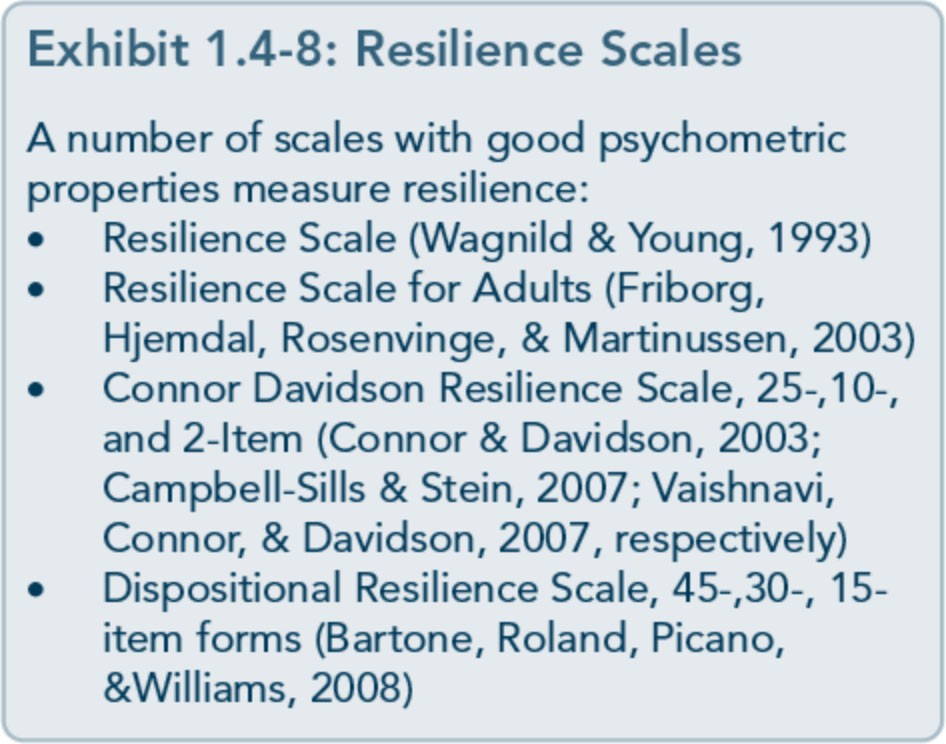 Exhibit 1.4-8: Resilience Scales
A number of scales with good psychometric
properties measure resilience:
• Resilience Scale (Wagnild & Young, 1993)
• Resilience Scale for Adults (Friborg,
Hjemdal, Rosenvinge, & Martinussen, 2003)
• Connor Davidson Resilience Scale, 25-,10-,
and 2-Item (Connor & Davidson, 2003;
Campbell-Sills & Stein, 2007; Vaishnavi,
Connor, & Davidson, 2007, respectively)
• Dispositional Resilience Scale, 45-,30-, 15-
item forms (Bartone, Roland, Picano,
&Williams, 2008)